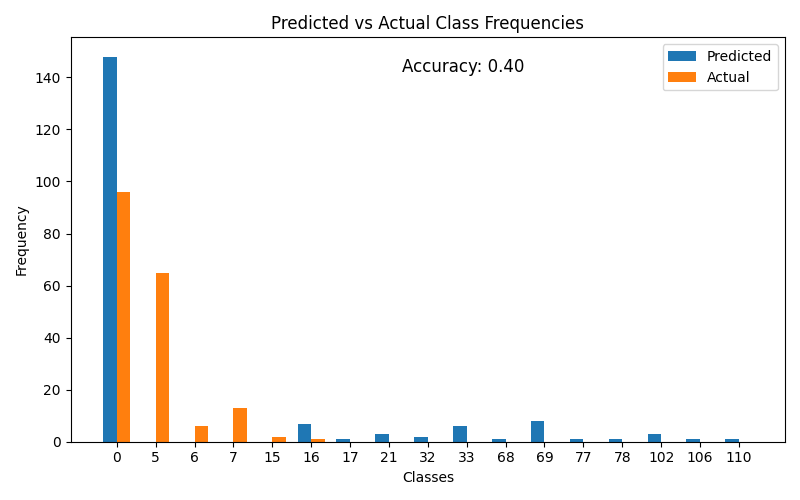 Predicted vs Actual Class Frequencies
Accuracy: 0.40
Predicted
Actual
Frequency
140
120
100
80
60
40
20
0
0 5 6 7 15 16 17 21 32 33 68 69 77 78 102 106 110
Classes